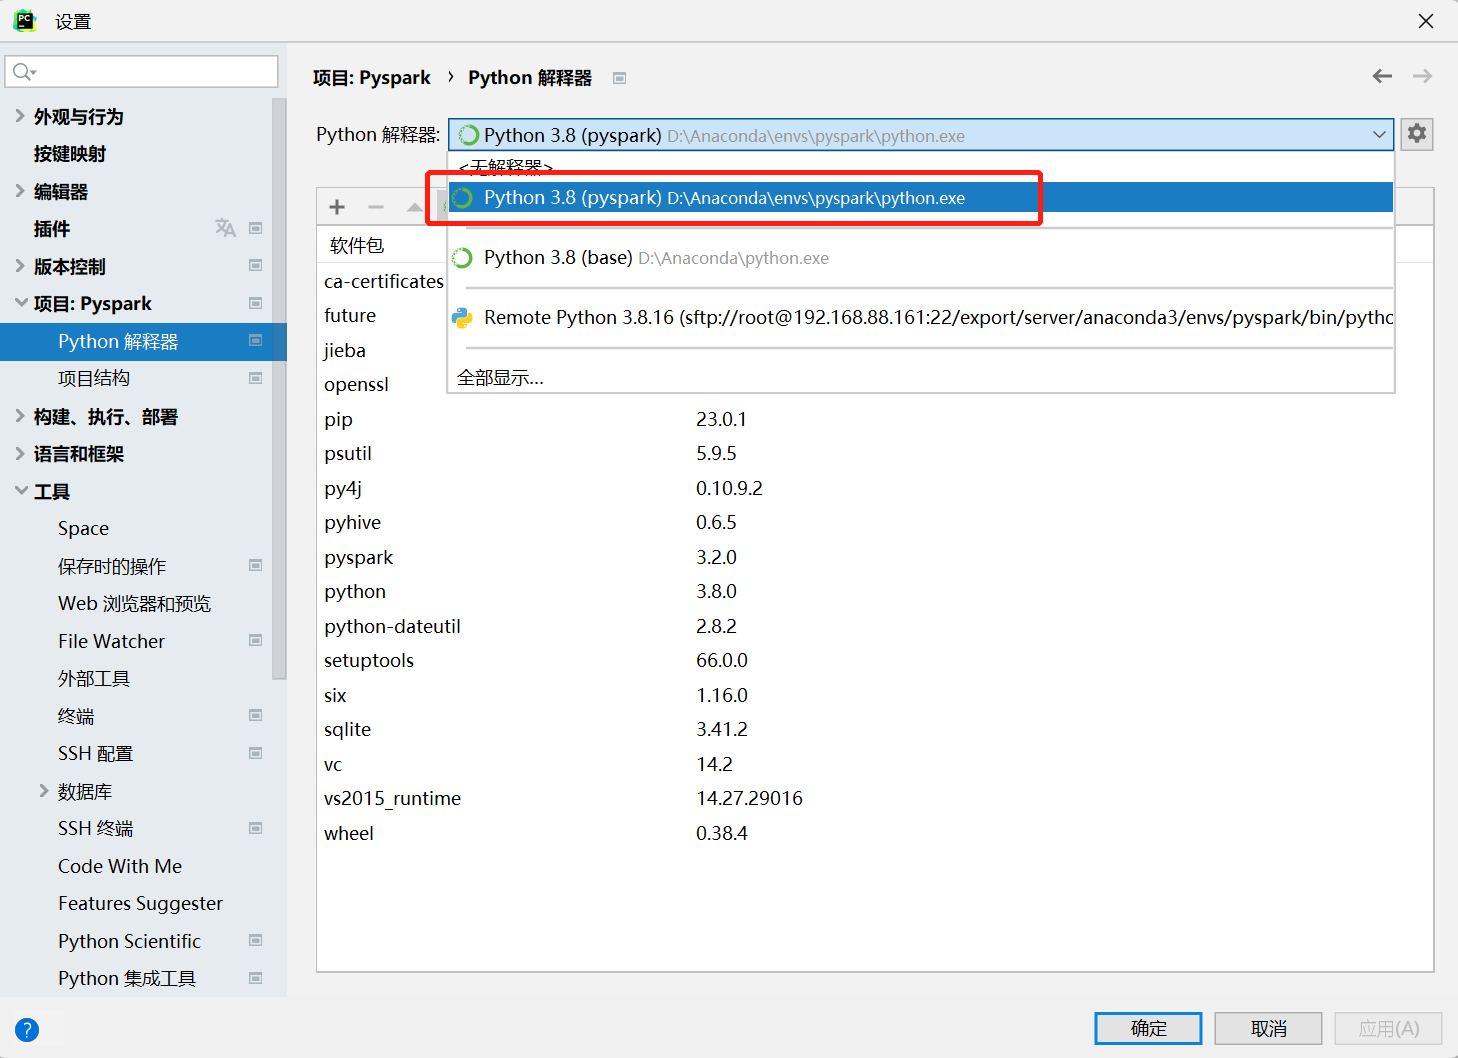 设置
项目: Pyspark › Python 解释器
外观与行为
按键映射
编辑器
插件
版本控制
项目: Pyspark
Python 解释器
项目结构
构建、执行、部署
语言和框架
工具
Space
保存时的操作
Web 浏览器和预览
File Watcher
外部工具
终端
SSH 配置
数据库
SSH 终端
Code With Me
Features Suggester
Python Scientific
Python 集成工具
Python 解释器: Python 3.8 (pyspark) D:\Anaconda\envs\pyspark\python.exe
<无解释器>
Python 3.8 (pyspark) D:\Anaconda\envs\pyspark\python.exe
Python 3.8 (base) D:\Anaconda\python.exe
Remote Python 3.8.16 (sftp://root@192.168.88.161:22/export/server/anaconda3/envs/pyspark/bin/pytho
全部显示...
软件包
ca-certificates
future
jieba
openssl
pip 23.0.1
psutil 5.9.5
py4j 0.10.9.2
pyhive 0.6.5
pyspark 3.2.0
python 3.8.0
python-dateutil 2.8.2
setuptools 66.0.0
six 1.16.0
sqlite 3.41.2
vc 14.2
vs2015_runtime 14.27.29016
wheel 0.38.4
确定
取消
应用(A)